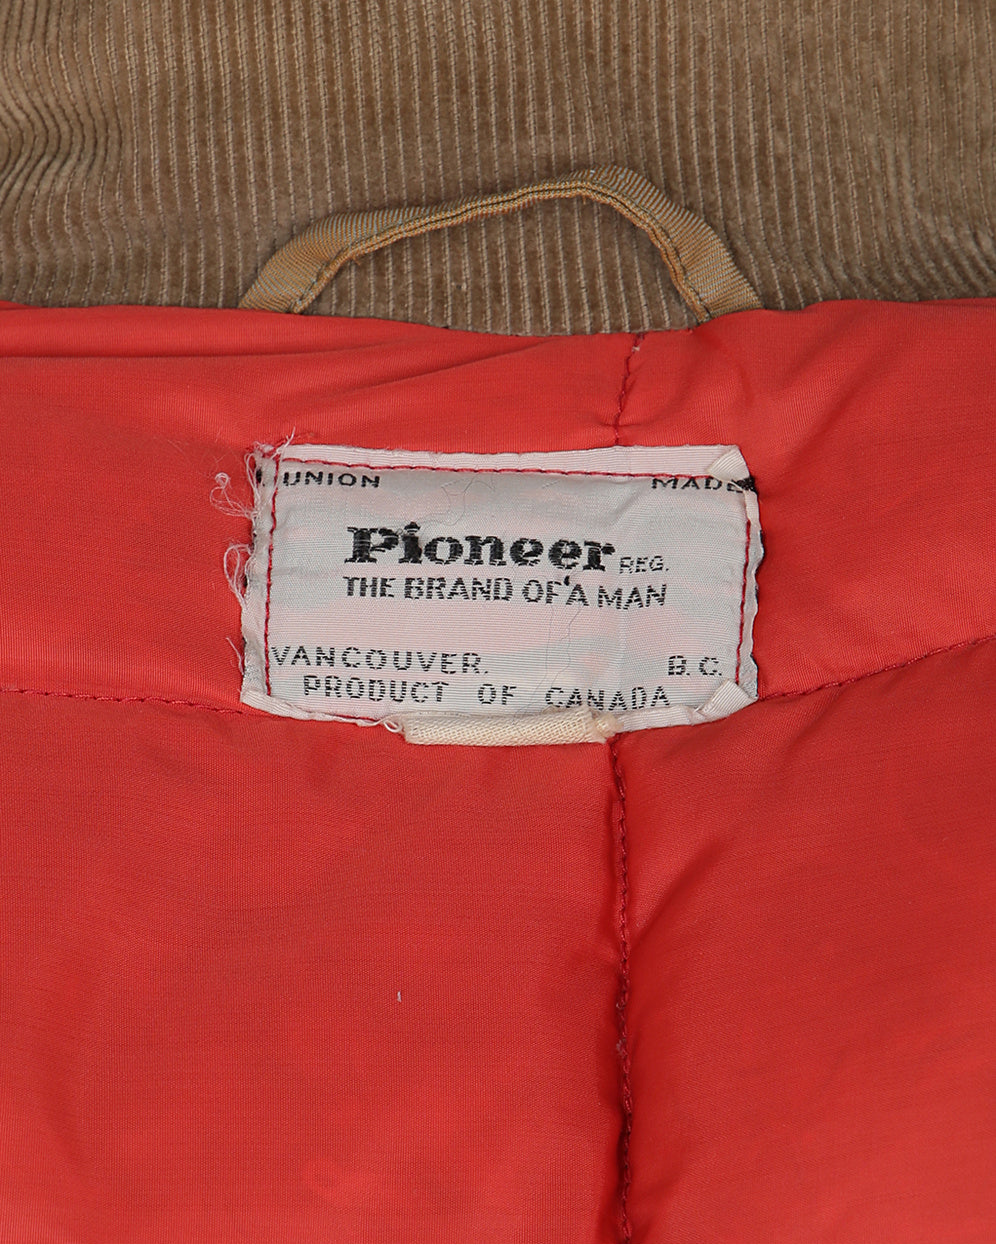 UNION MADE
Pioneer REG.
THE BRAND OF A MAN
VANCOUVER, B.C.
PRODUCT OF CANADA